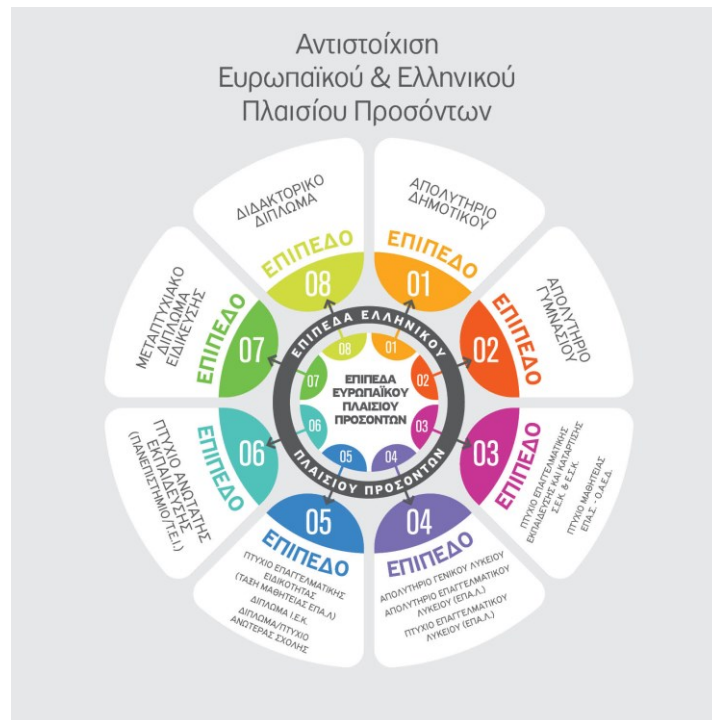 Αντιστοίχιση
Ευρωπαϊκού & Ελληνικού
Πλαισίου Προσόντων
ΑΠΟΛΥΤΗΡΙΟ
ΔΗΜΟΤΙΚΟΥ
ΕΠΙΠΕΔΟ
01
ΑΠΟΛΥΤΗΡΙΟ
ΓΥΜΝΑΣΙΟΥ
ΕΠΙΠΕΔΟ
02
ΕΠΙΠΕΔΟ
03
ΠΤΥΧΙΟ ΕΠΑΓΓΕΛΜΑΤΙΚΗΣ
ΕΚΠΑΙΔΕΥΣΗΣ ΚΑΙ ΚΑΤΑΡΤΙΣΗΣ
Σ.Ε.Κ. & Ε.Σ.Κ.
ΠΤΥΧΙΟ ΜΑΘΗΤΕΙΑΣ
ΕΠΑ.Σ. - Ο.Α.Ε.Δ.
04
ΕΠΙΠΕΔΟ
ΑΠΟΛΥΤΗΡΙΟ ΓΕΝΙΚΟΥ ΛΥΚΕΙΟΥ
ΑΠΟΛΥΤΗΡΙΟ ΕΠΑΓΓΕΛΜΑΤΙΚΟΥ
ΛΥΚΕΙΟΥ (ΕΠΑ.Λ.)
ΠΤΥΧΙΟ ΕΠΑΓΓΕΛΜΑΤΙΚΟΥ
ΛΥΚΕΙΟΥ (ΕΠΑ.Λ.)
05
ΕΠΙΠΕΔΟ
ΠΤΥΧΙΟ ΕΠΑΓΓΕΛΜΑΤΙΚΗΣ
ΕΙΔΙΚΟΤΗΤΑΣ
(ΤΑΞΗ ΜΑΘΗΤΕΙΑΣ ΕΠΑ.Λ)
ΔΙΠΛΩΜΑ Ι.Ε.Κ.
ΔΙΠΛΩΜΑ/ΠΤΥΧΙΟ
ΑΝΩΤΕΡΑΣ ΣΧΟΛΗΣ
06
ΕΠΙΠΕΔΟ
ΠΤΥΧΙΟ ΑΝΩΤΑΤΗΣ
ΕΚΠΑΙΔΕΥΣΗΣ
(ΠΑΝΕΠΙΣΤΗΜΙΟ/Τ.Ε.Ι.)
ΜΕΤΑΠΤΥΧΙΑΚΟ
ΔΙΠΛΩΜΑ
ΕΙΔΙΚΕΥΣΗΣ
ΕΠΙΠΕΔΟ
07
ΔΙΔΑΚΤΟΡΙΚΟ
ΔΙΠΛΩΜΑ
ΕΠΙΠΕΔΟ
08
ΕΠΙΠΕΔΑ ΕΛΛΗΝΙΚΟΥ
ΠΛΑΙΣΙΟΥ ΠΡΟΣΟΝΤΩΝ
01
02
03
04
05
06
07
08
ΕΠΙΠΕΔΑ
ΕΥΡΩΠΑΪΚΟΥ
ΠΛΑΙΣΙΟΥ
ΠΡΟΣΟΝΤΩΝ